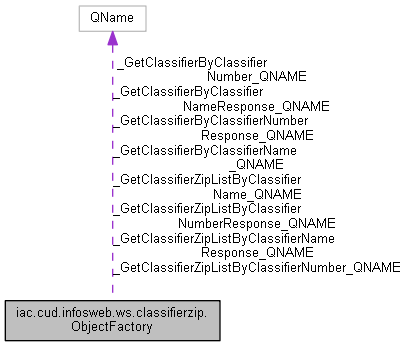 QName
_GetClassifierByClassifier
Number_QNAME
_GetClassifierByClassifier
NameResponse_QNAME
_GetClassifierByClassifierNumber
Response_QNAME
_GetClassifierByClassifierName
_QNAME
_GetClassifierZipListByClassifier
Name_QNAME
_GetClassifierZipListByClassifier
NumberResponse_QNAME
_GetClassifierZipListByClassifierName
Response_QNAME
_GetClassifierZipListByClassifierNumber_QNAME
iac.cud.infosweb.ws.classifierzip.
ObjectFactory